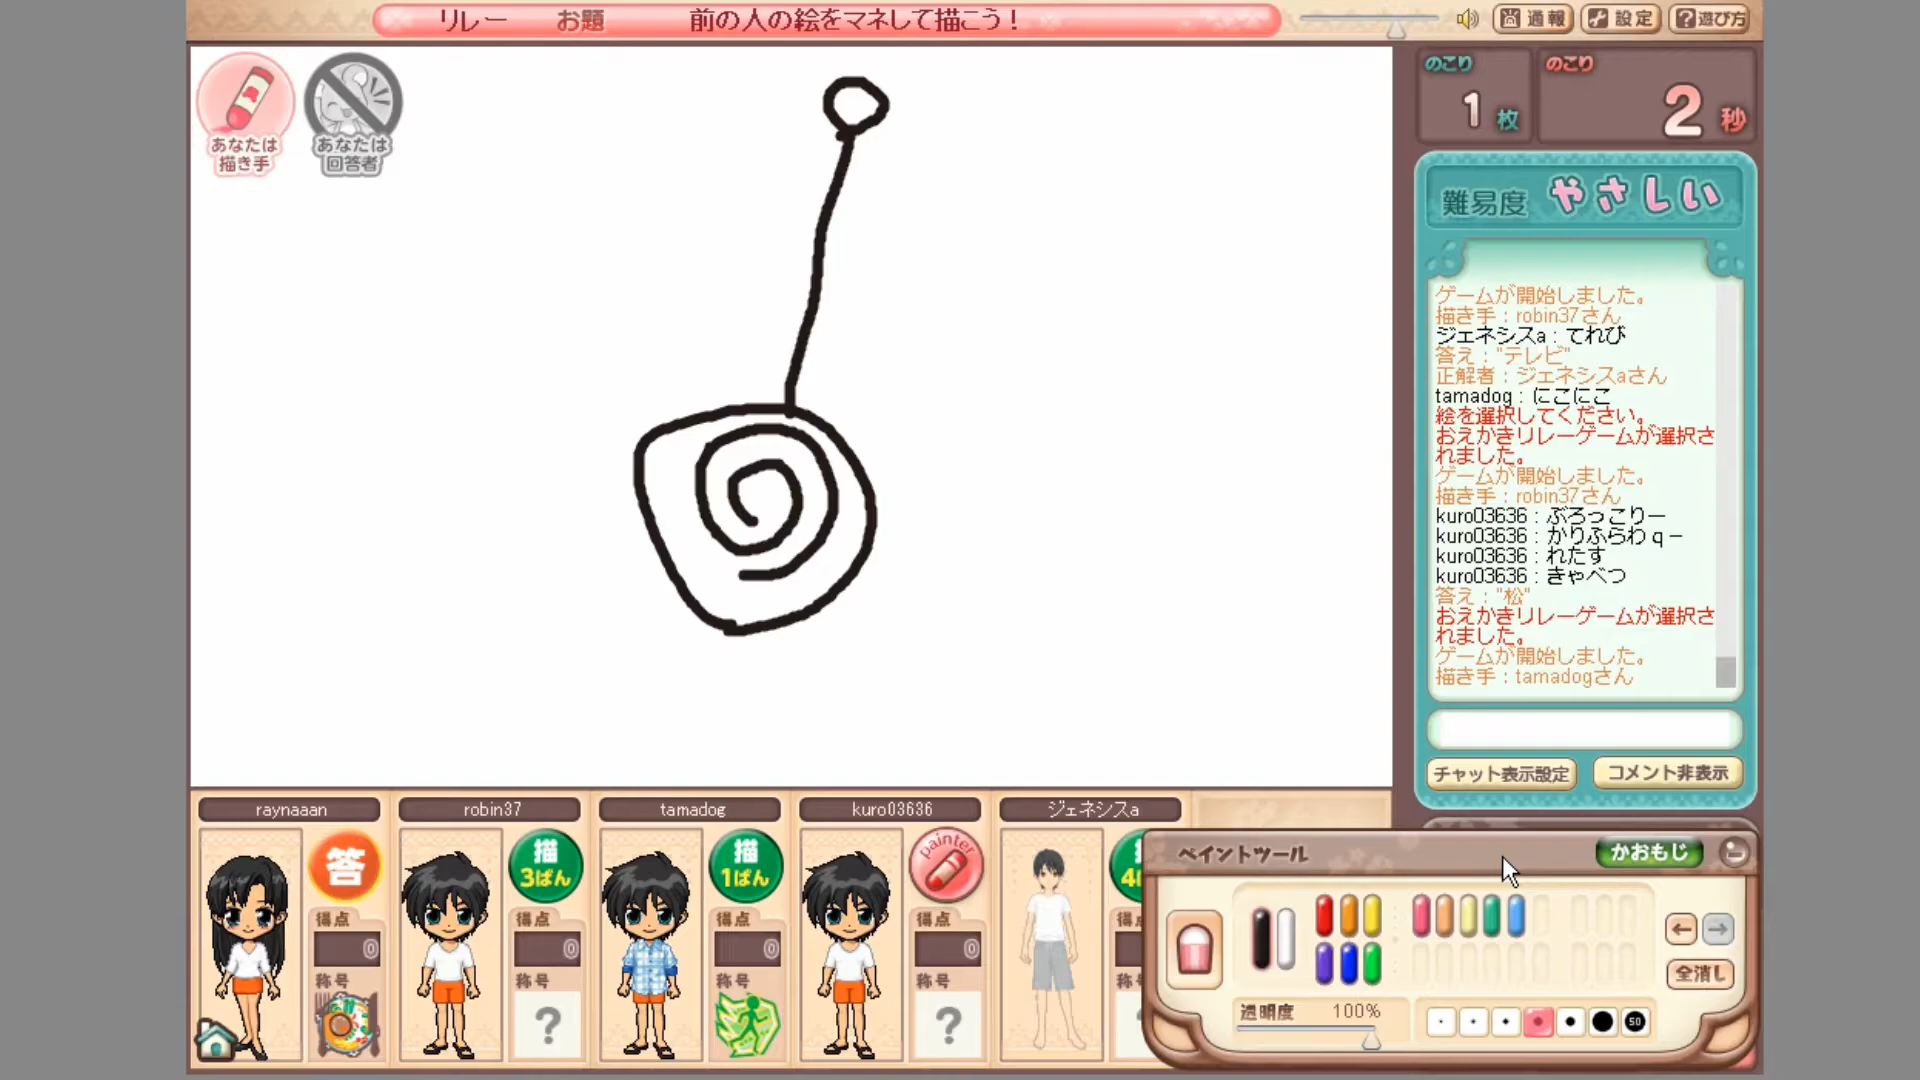 リレー お題 前の人の絵をマネして描こう！
通報 設定 遊び方
あなたは
描き手
あなたは
回答者
のこり
1 枚
のこり
2 秒
難易度 やさしい
ゲームが開始しました。
描き手：robin37さん
ジェネシスa：てれび
答え："テレビ"
正解者：ジェネシスaさん
tamadog：にこにこ
絵を選択してください。
おえかきリレーゲームが選択さ
れました。
ゲームが開始しました。
描き手：robin37さん
kuro03636：ぶろっこりー
kuro03636：かりふらわｑー
kuro03636：れたす
kuro03636：きゃべつ
答え："松"
おえかきリレーゲームが選択さ
れました。
ゲームが開始しました。
描き手：tamadogさん
チャット表示設定 コメント非表示
raynaaan
答
得点
0
称号
robin37
描
3ばん
得点
0
称号
?
tamadog
描
1ばん
得点
0
称号
kuro03636
painter
得点
0
称号
?
ジェネシスa
ペイントツール かおもじ
全消し
透明度 100%
50